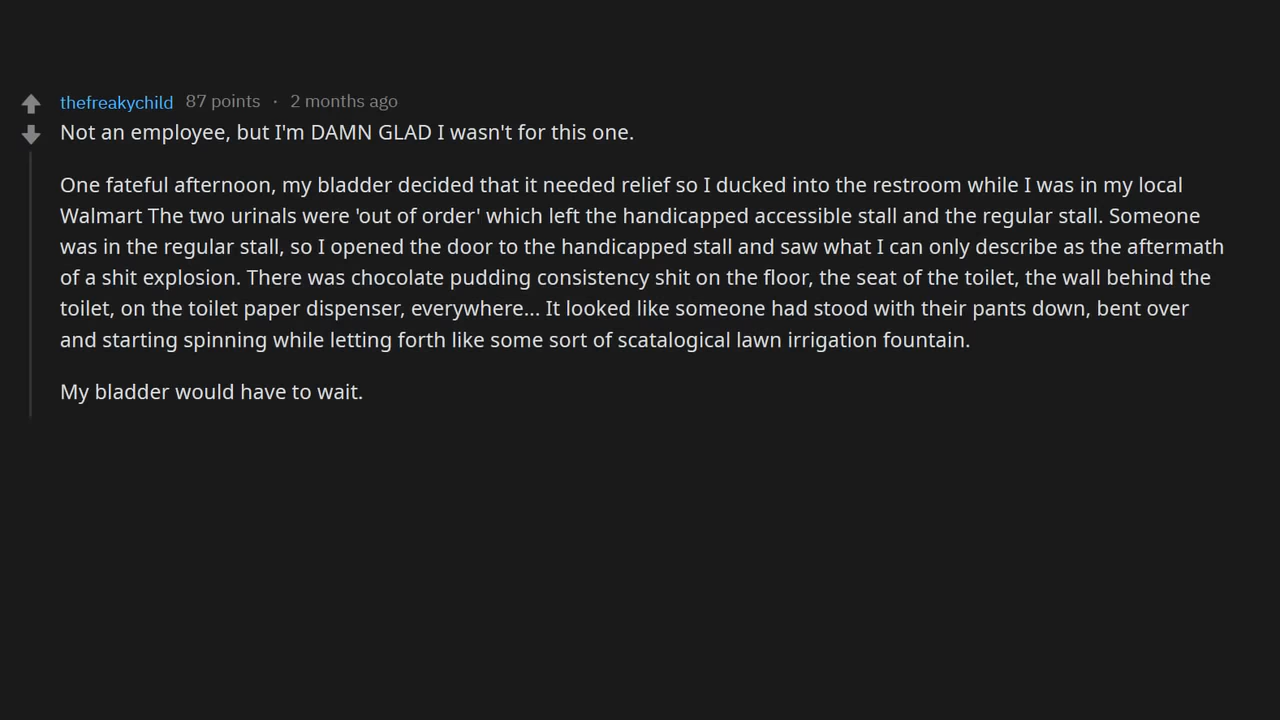 thefreakychild 87 points · 2 months ago
Not an employee, but I'm DAMN GLAD I wasn't for this one.
One fateful afternoon, my bladder decided that it needed relief so I ducked into the restroom while I was in my local
Walmart The two urinals were 'out of order' which left the handicapped accessible stall and the regular stall. Someone
was in the regular stall, so I opened the door to the handicapped stall and saw what I can only describe as the aftermath
of a shit explosion. There was chocolate pudding consistency shit on the floor, the seat of the toilet, the wall behind the
toilet, on the toilet paper dispenser, everywhere... It looked like someone had stood with their pants down, bent over
and starting spinning while letting forth like some sort of scatalogical lawn irrigation fountain.
My bladder would have to wait.